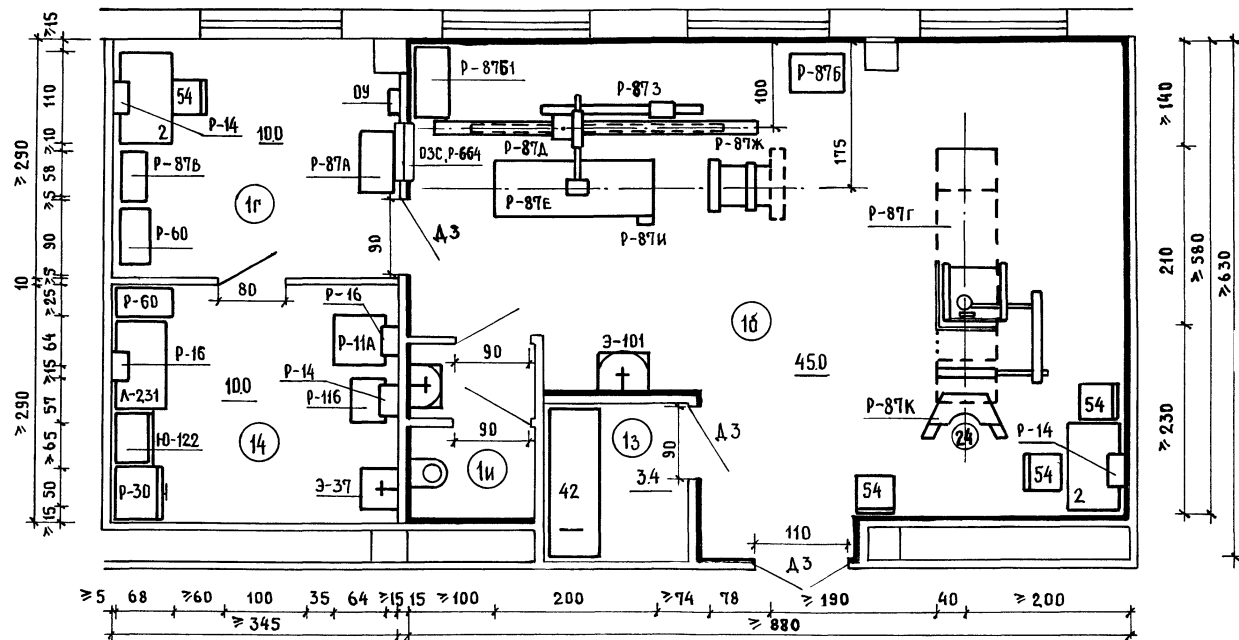 ≥15
110
≥10
58
≥5
90
≥5
≥290
10
≥25
64
≥15
57
≥65
50
≥15
≥290
54
2
Р-14
10.0
Р-87В
Р-60
1г
ОУ
Р-87А
ОЗС, Р-664
Д3
90
80
Р-87Б1
Р-87З
Р-87Д
Р-87Ж
Р-87Е
Р-87И
Р-87Б
100
175
Р-87Г
≥140
210
≥230
≥580
≥630
Р-60
Р-16
Л-231
Ю-122
Р-30
10.0
14
Р-16
Р-11А
Р-14
Р-11б
Э-37
90
90
1и
Э-101
1б
45.0
42
1з
3.4
90
Д3
Р-87К
24
54
Р-14
54
2
54
110
Д3
≥5 68 ≥60 100 35 64 ≥15 15 ≥100 200 ≥74 78 ≥190 40 ≥200
≥345 ≥880